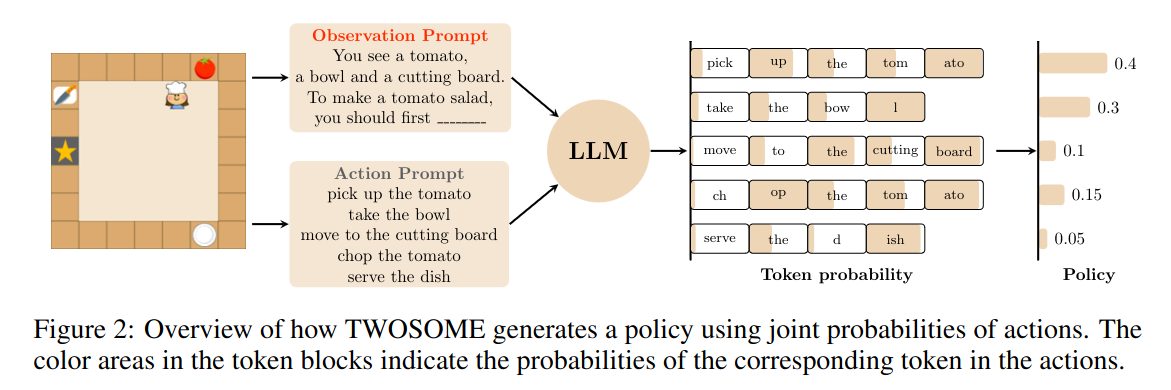 Observation Prompt
You see a tomato,
a bowl and a cutting board.
To make a tomato salad,
you should first ________
Action Prompt
pick up the tomato
take the bowl
move to the cutting board
chop the tomato
serve the dish
LLM
pick up the tom ato
take the bow l
move to the cutting board
ch op the tom ato
serve the d ish
Token probability
0.4
0.3
0.1
0.15
0.05
Policy
Figure 2: Overview of how TWOSOME generates a policy using joint probabilities of actions. The
color areas in the token blocks indicate the probabilities of the corresponding token in the actions.